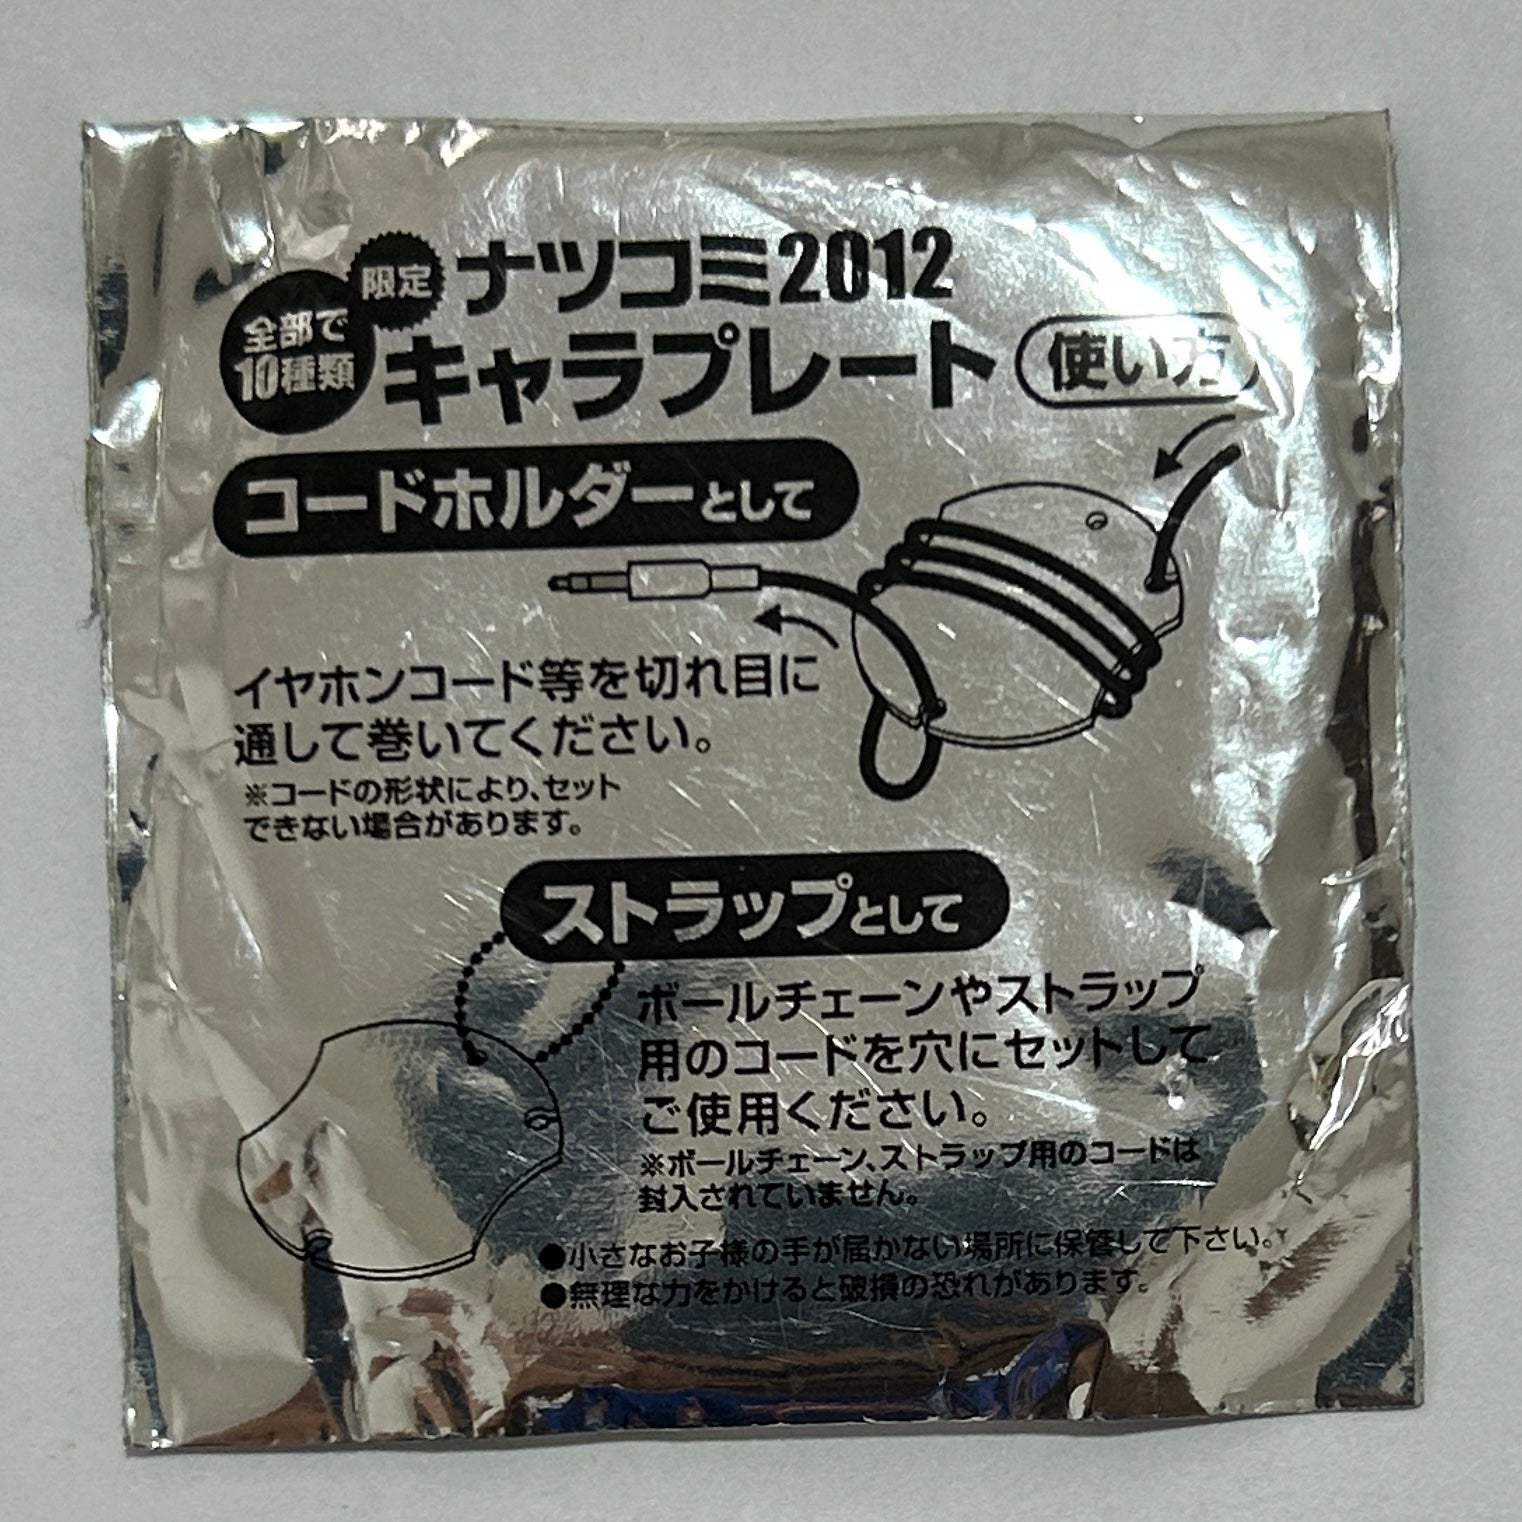 限定
ナツコミ2012
全部で
10種類
キャラプレート
使い方
コードホルダーとして
イヤホンコード等を切れ目に
通して巻いてください。
※コードの形状により、セット
できない場合があります。
ストラップとして
ボールチェーンやストラップ
用のコードを穴にセットして
ご使用ください。
※ボールチェーン、ストラップ用のコードは
封入されていません。
●小さなお子様の手が届かない場所に保管して下さい。
●無理な力をかけると破損の恐れがあります。